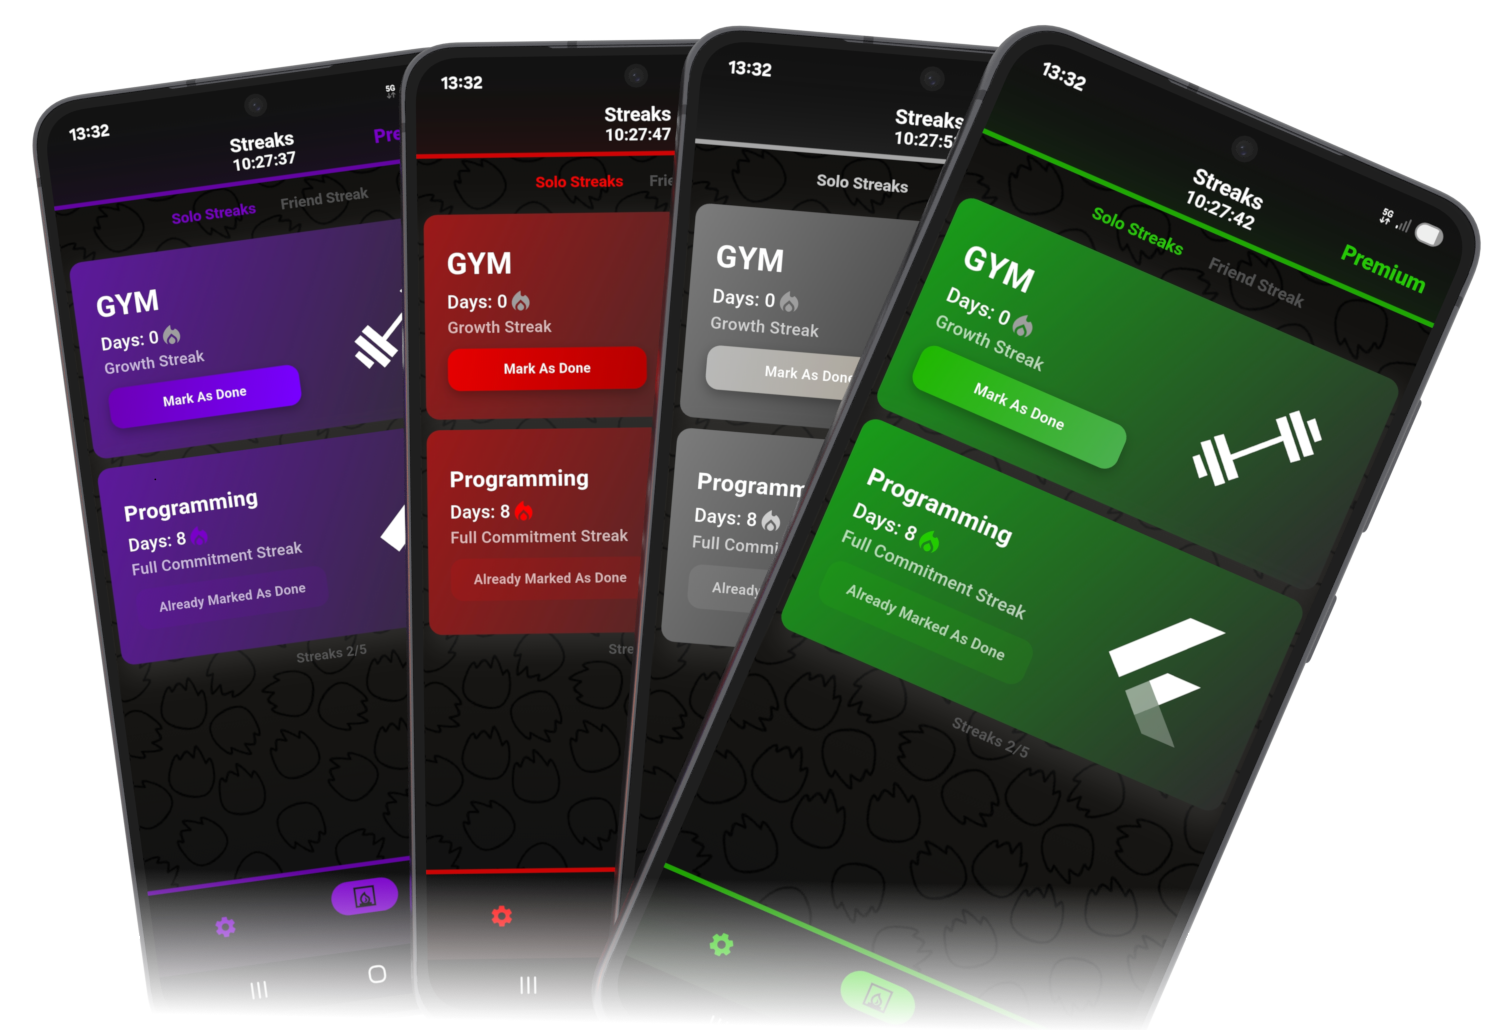 13:32
5G
Streaks
10:27:37
Pre
Solo Streaks
Friend Streak
GYM
Days: 0
Growth Streak
Mark As Done
Programming
Days: 8
Full Commitment Streak
Already Marked As Done
Streaks 2/5
13:32
Streaks
10:27:47
Solo Streaks
Frie
GYM
Days: 0
Growth Streak
Mark As Done
Programming
Days: 8
Full Commitment Streak
Already Marked As Done
Stre
13:32
Streaks
10:27:5
Solo Streaks
GYM
Days: 0
Growth Streak
Mark As Done
Programm
Days: 8
Full Commi
Already
13:32
5G
Streaks
10:27:42
Premium
Solo Streaks
Friend Streak
GYM
Days: 0
Growth Streak
Mark As Done
Programming
Days: 8
Full Commitment Streak
Already Marked As Done
Streaks 2/5